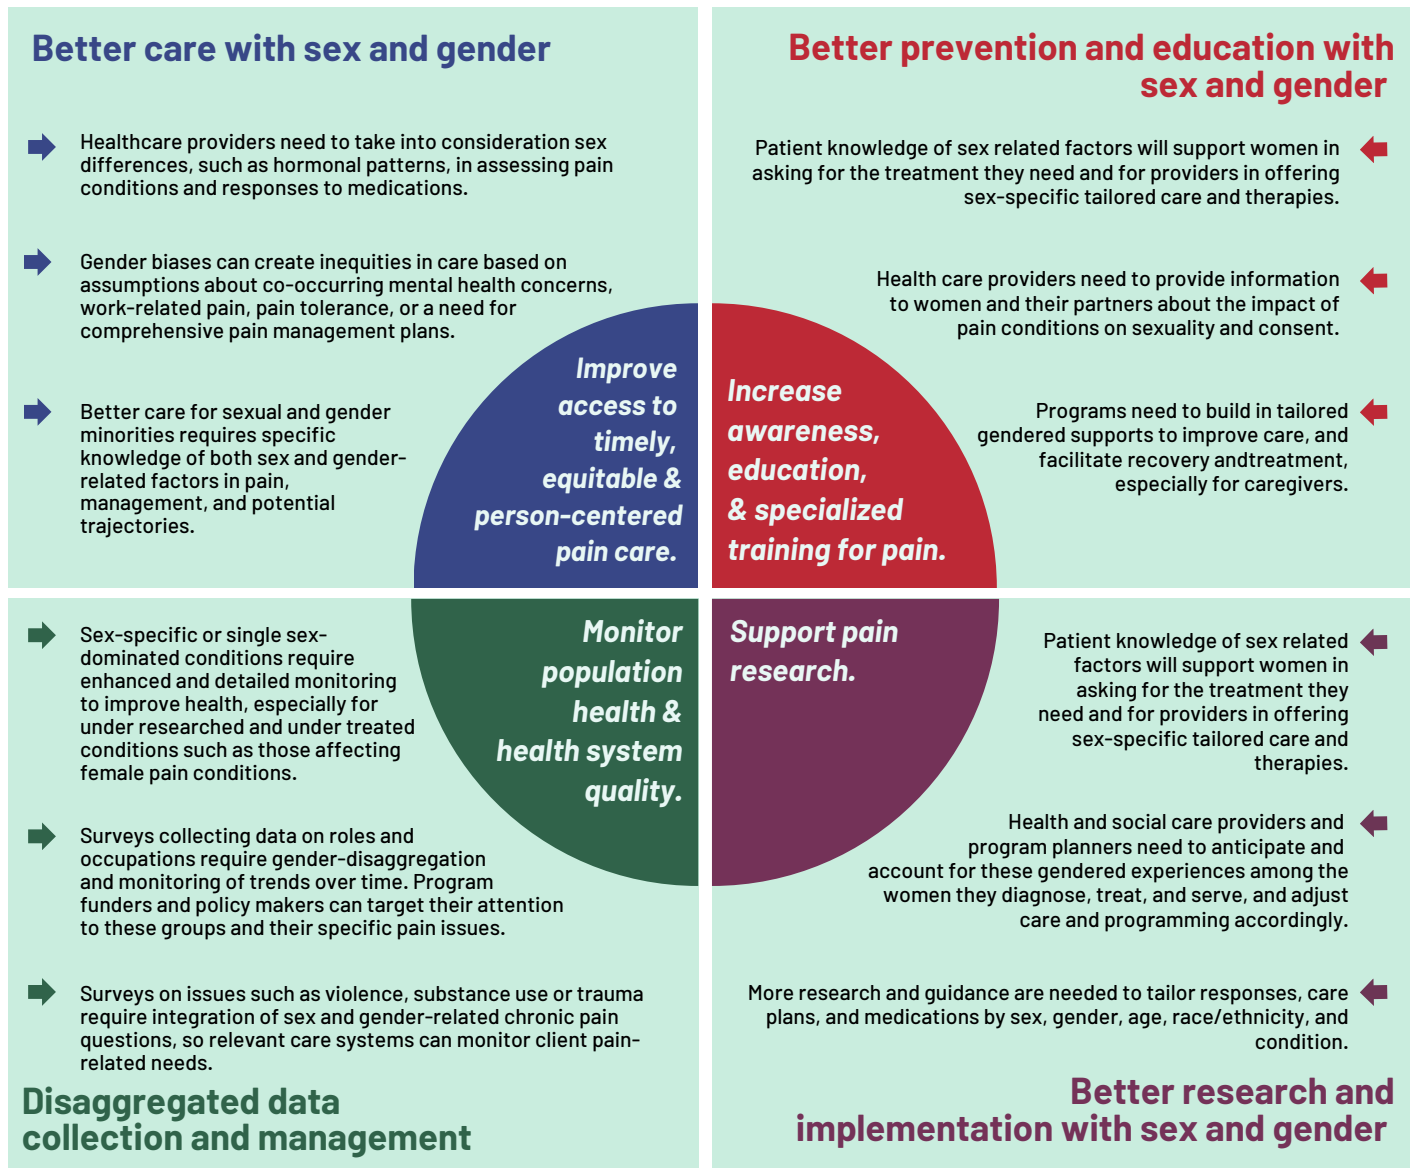 Better care with sex and gender
Healthcare providers need to take into consideration sex
differences, such as hormonal patterns, in assessing pain
conditions and responses to medications.
Gender biases can create inequities in care based on
assumptions about co-occurring mental health concerns,
work-related pain, pain tolerance, or a need for
comprehensive pain management plans.
Better care for sexual and gender
minorities requires specific
knowledge of both sex and gender-
related factors in pain,
management, and potential
trajectories.
Improve
access to
timely,
equitable &
person-centered
pain care.
Better prevention and education with
sex and gender
Patient knowledge of sex related factors will support women in
asking for the treatment they need and for providers in offering
sex-specific tailored care and therapies.
Health care providers need to provide information
to women and their partners about the impact of
pain conditions on sexuality and consent.
Programs need to build in tailored
gendered supports to improve care, and
facilitate recovery andtreatment,
especially for caregivers.
Increase
awareness,
education,
& specialized
training for pain.
Sex-specific or single sex-
dominated conditions require
enhanced and detailed monitoring
to improve health, especially for
under researched and under treated
conditions such as those affecting
female pain conditions.
Surveys collecting data on roles and
occupations require gender-disaggregation
and monitoring of trends over time. Program
funders and policy makers can target their attention
to these groups and their specific pain issues.
Surveys on issues such as violence, substance use or trauma
require integration of sex and gender-related chronic pain
questions, so relevant care systems can monitor client pain-
related needs.
Monitor
population
health &
health system
quality.
Disaggregated data
collection and management
Support pain
research.
Patient knowledge of sex related
factors will support women in
asking for the treatment they
need and for providers in offering
sex-specific tailored care and
therapies.
Health and social care providers and
program planners need to anticipate and
account for these gendered experiences among the
women they diagnose, treat, and serve, and adjust
care and programming accordingly.
More research and guidance are needed to tailor responses, care
plans, and medications by sex, gender, age, race/ethnicity, and
condition.
Better research and
implementation with sex and gender